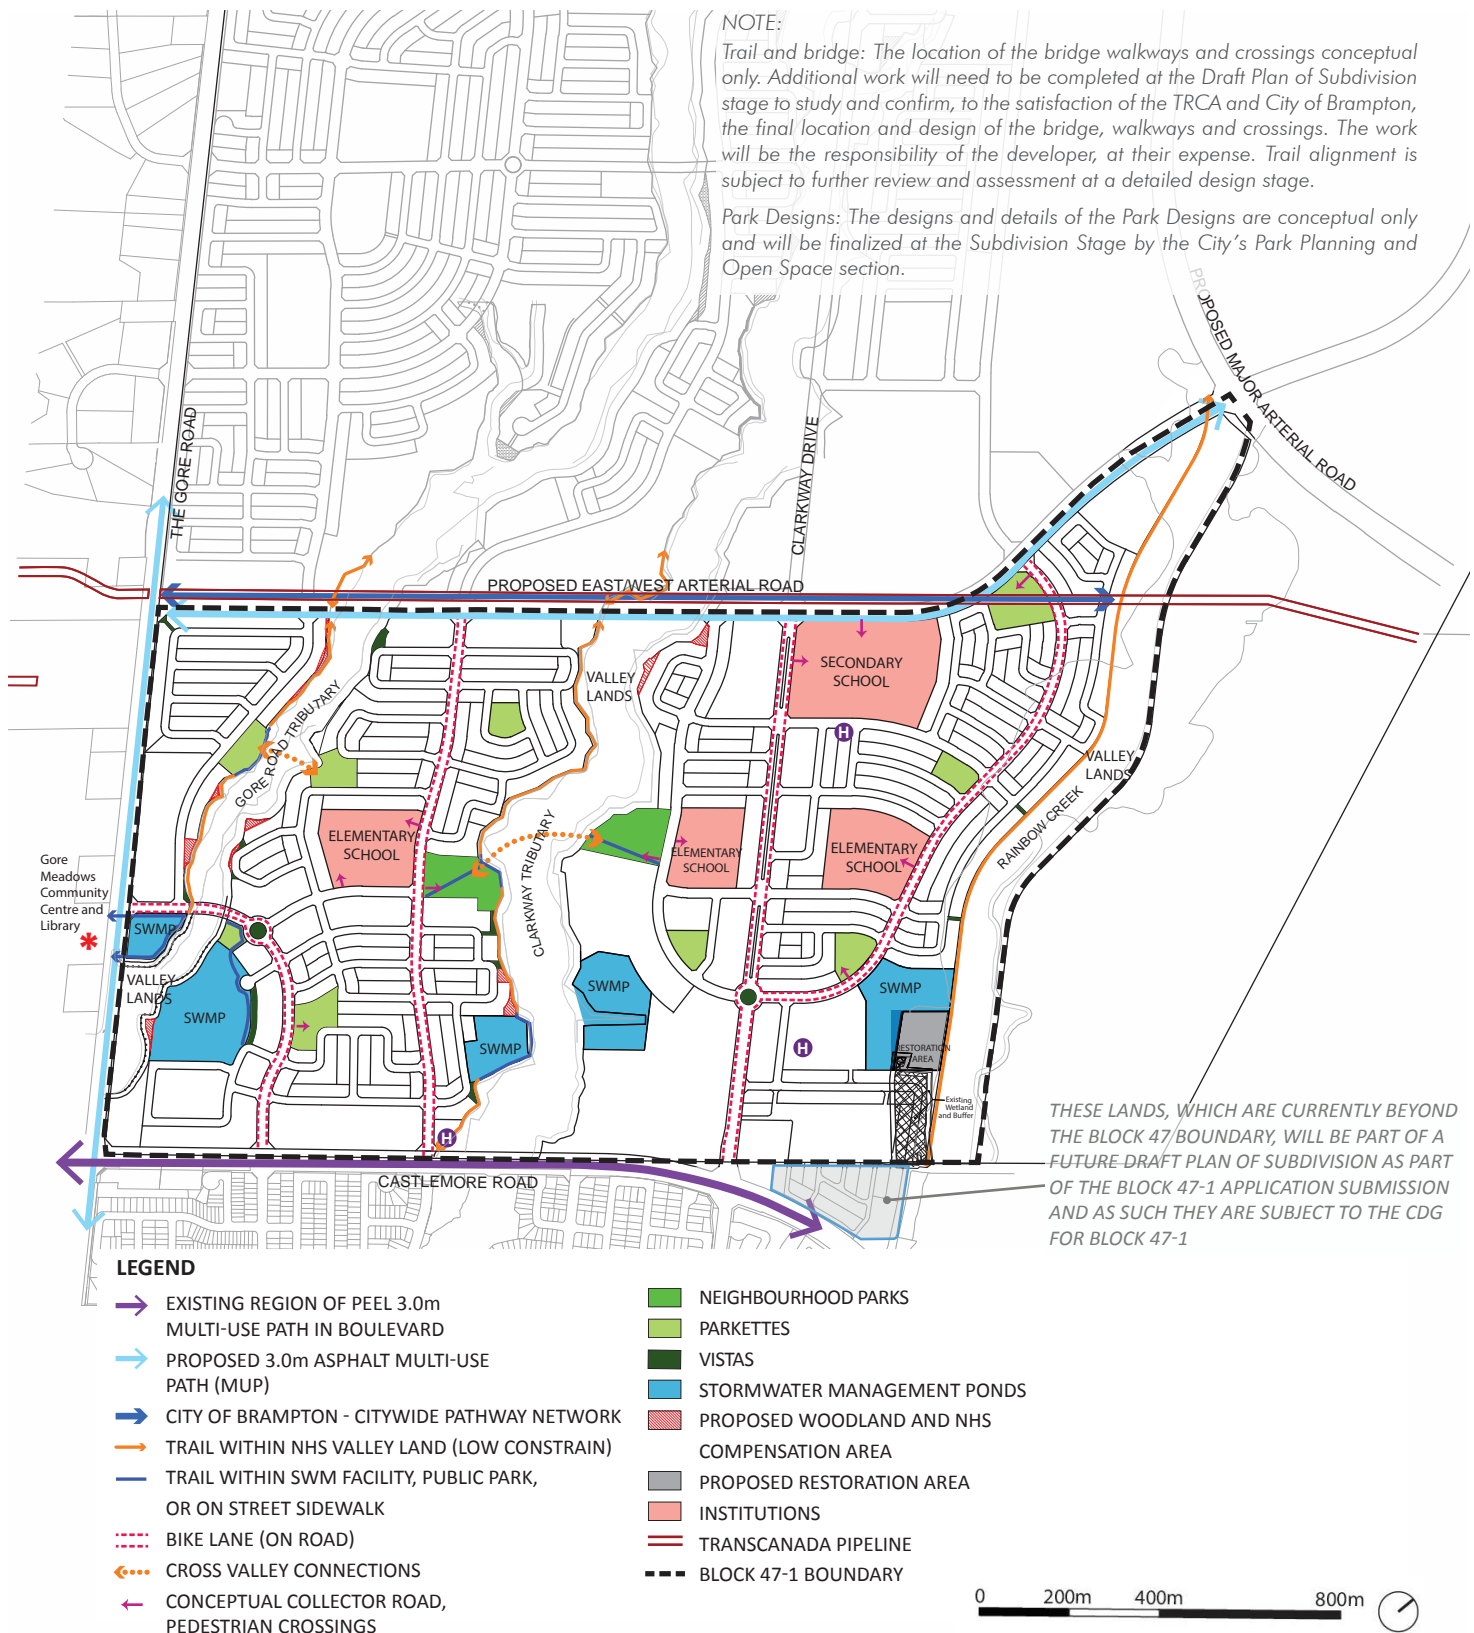 NOTE:
Trail and bridge: The location of the bridge walkways and crossings conceptual
only. Additional work will need to be completed at the Draft Plan of Subdivision
stage to study and confirm, to the satisfaction of the TRCA and City of Brampton,
the final location and design of the bridge, walkways and crossings. The work
will be the responsibility of the developer, at their expense. Trail alignment is
subject to further review and assessment at a detailed design stage.
Park Designs: The designs and details of the Park Designs are conceptual only
and will be finalized at the Subdivision Stage by the City's Park Planning and
Open Space section.
PROPOSED MAJOR ARTERIAL ROAD
THE GORE ROAD
CLARKWAY DRIVE
PROPOSED EAST/WEST ARTERIAL ROAD
SECONDARY
SCHOOL
VALLEY
LANDS
GORE ROAD TRIBUTARY
H
VALLEY
LANDS
RAINBOW CREEK
ELEMENTARY
SCHOOL
CLARKWAY TRIBUTARY
ELEMENTARY
SCHOOL
ELEMENTARY
SCHOOL
Gore
Meadows
Community
Centre and
Library
*
SWMP
VALLEY
LANDS
SWMP
SWMP
SWMP
SWMP
RESTORATION
AREA
H
Existing
Wetland
and Buffer
H
CASTLEMORE ROAD
THESE LANDS, WHICH ARE CURRENTLY BEYOND
THE BLOCK 47 BOUNDARY, WILL BE PART OF A
FUTURE DRAFT PLAN OF SUBDIVISION AS PART
OF THE BLOCK 47-1 APPLICATION SUBMISSION
AND AS SUCH THEY ARE SUBJECT TO THE CDG
FOR BLOCK 47-1
LEGEND
EXISTING REGION OF PEEL 3.0m
MULTI-USE PATH IN BOULEVARD
PROPOSED 3.0m ASPHALT MULTI-USE
PATH (MUP)
CITY OF BRAMPTON - CITYWIDE PATHWAY NETWORK
TRAIL WITHIN NHS VALLEY LAND (LOW CONSTRAIN)
TRAIL WITHIN SWM FACILITY, PUBLIC PARK,
OR ON STREET SIDEWALK
BIKE LANE (ON ROAD)
CROSS VALLEY CONNECTIONS
CONCEPTUAL COLLECTOR ROAD,
PEDESTRIAN CROSSINGS
NEIGHBOURHOOD PARKS
PARKETTES
VISTAS
STORMWATER MANAGEMENT PONDS
PROPOSED WOODLAND AND NHS
COMPENSATION AREA
PROPOSED RESTORATION AREA
INSTITUTIONS
TRANSCANADA PIPELINE
BLOCK 47-1 BOUNDARY
0 200m 400m 800m